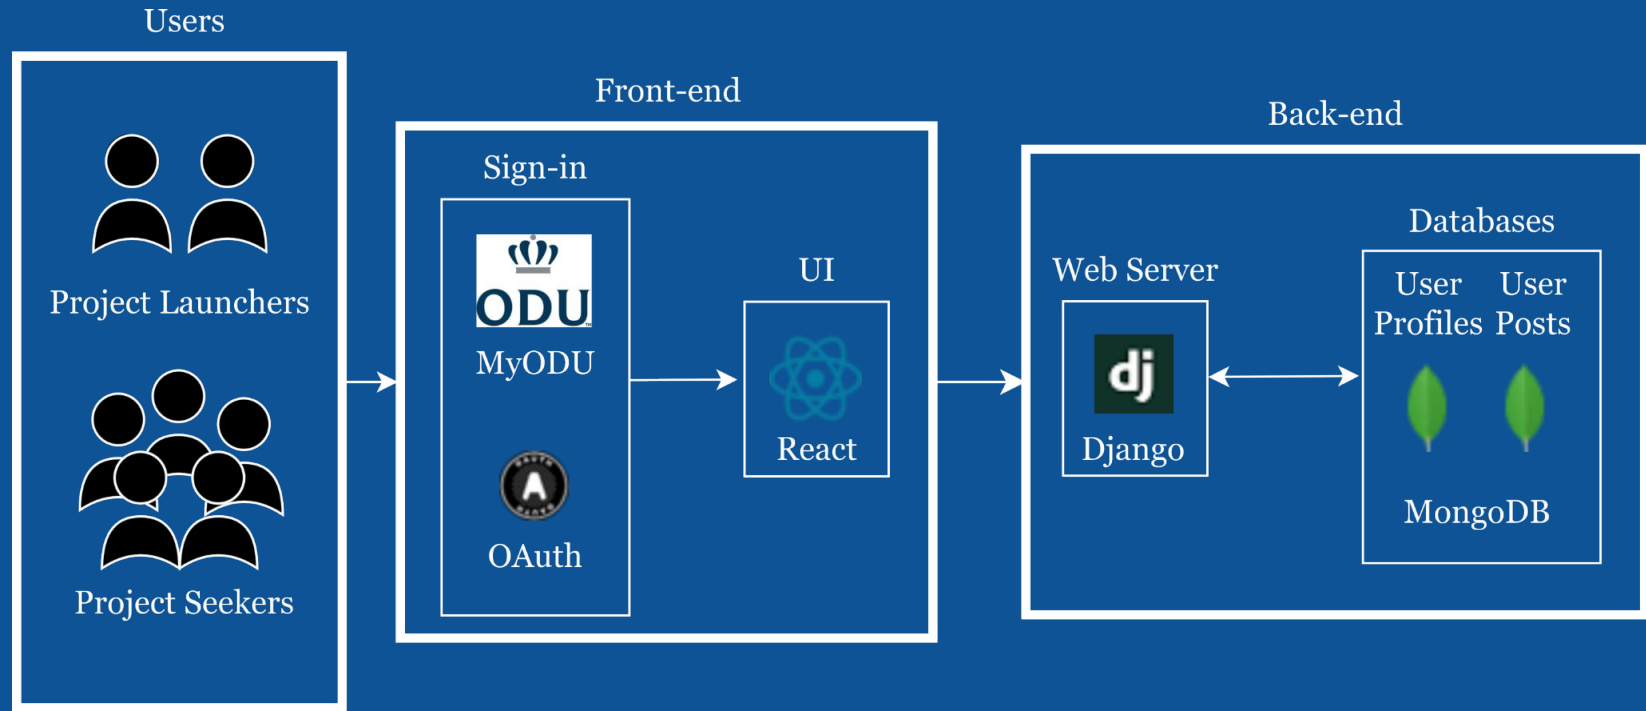 Users
Project Launchers
Project Seekers
Front-end
Sign-in
ODU
MyODU
OAuth
UI
React
Back-end
Web Server
dj
Django
Databases
User Profiles
User Posts
MongoDB